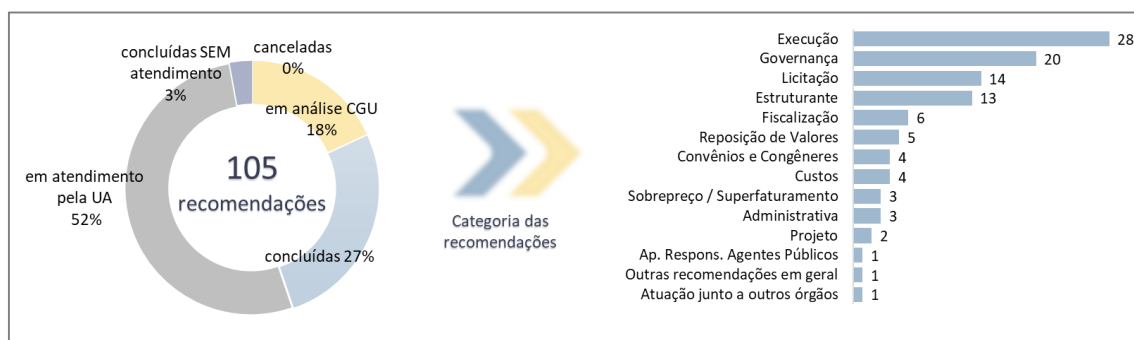 concluídas SEM
atendimento
3%
canceladas
0%
em análise CGU
18%
em atendimento
pela UA
52%
105
recomendações
concluídas 27%
Categoria das
recomendações
Execução 28
Governança 20
Licitação 14
Estruturante 13
Fiscalização 6
Reposição de Valores 5
Convênios e Congêneres 4
Custos 4
Sobrepreço / Superfaturamento 3
Administrativa 3
Projeto 2
Ap. Respons. Agentes Públicos 1
Outras recomendações em geral 1
Atuação junto a outros órgãos 1